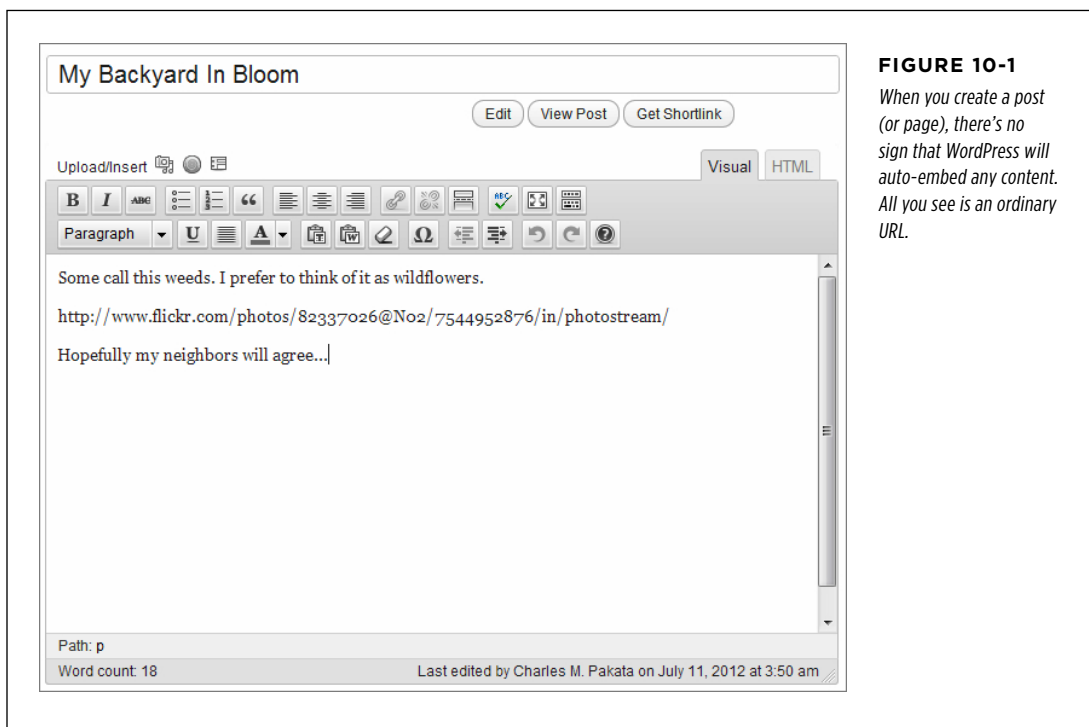 My Backyard In Bloom
Edit View Post Get Shortlink
Upload/Insert
Visual HTML
B I ABC
Paragraph U A
Some call this weeds. I prefer to think of it as wildflowers.
http://www.flickr.com/photos/82337026@N02/7544952876/in/photostream/
Hopefully my neighbors will agree...
Path: p
Word count: 18
Last edited by Charles M. Pakata on July 11, 2012 at 3:50 am
FIGURE 10-1
When you create a post
(or page), there's no
sign that WordPress will
auto-embed any content.
All you see is an ordinary
URL.